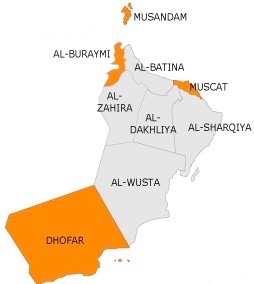 MUSANDAM
AL-BURAYMI
AL-BATINA
MUSCAT
AL-
ZAHIRA
AL-
DAKHLIYA
AL-SHARQIYA
AL-WUSTA
DHOFAR